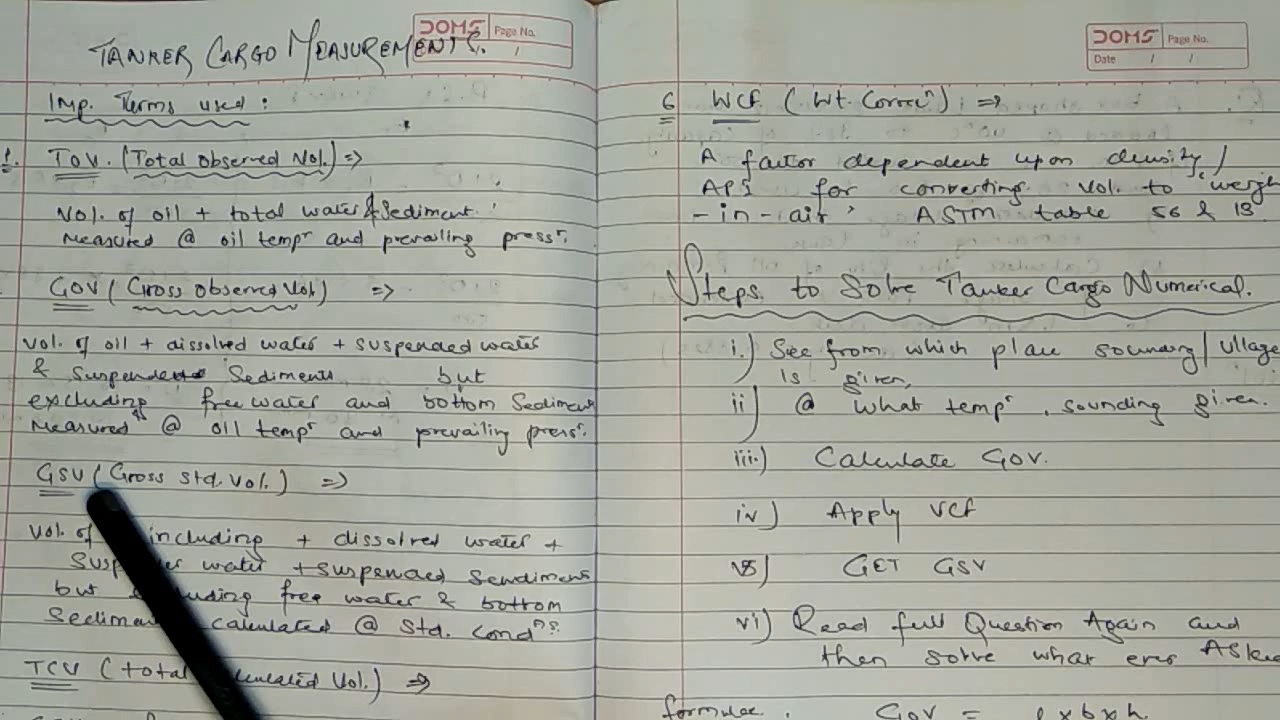 TANKER CARGO MEASUREMENTS.
DOMS Page No.
/
Imp. Terms used :
1. TOV. (Total Observed Vol.) =>
Vol. of oil + total water & Sediment.
Measured @ oil tempr and prevailing pressr.
GOV ( Gross observed Vol.) =>
Vol. of oil + dissolved water + suspended water
& Suspended Sediments but
excluding free water and bottom Sediment
Measured @ oil tempr and prevailing pressr.
GSV ( Gross std. vol. ) =>
Vol. of including + dissolved water +
water + suspended Sendiment
but free water & bottom
Sedimen calculated @ Std. condns.
TCV ( total Vol.) =>
DOMS Page No.
Date / /
6 WCF ( Wt. Corrcn ) =>
A factor dependent upon density /
API for converting Vol. to 'weigh
- in - air' ASTM table 56 & 13
Steps to Solve Tanker Cargo Numerical.
i.) See from which place sounding / Ullage
is given,
ii) @ what tempr , sounding given.
iii.) Calculate GOV.
iv) Apply VCF
v) GET GSV
vi) Read full Question Again and
then solve what ever Aske
formulae. GOV = l x b x h